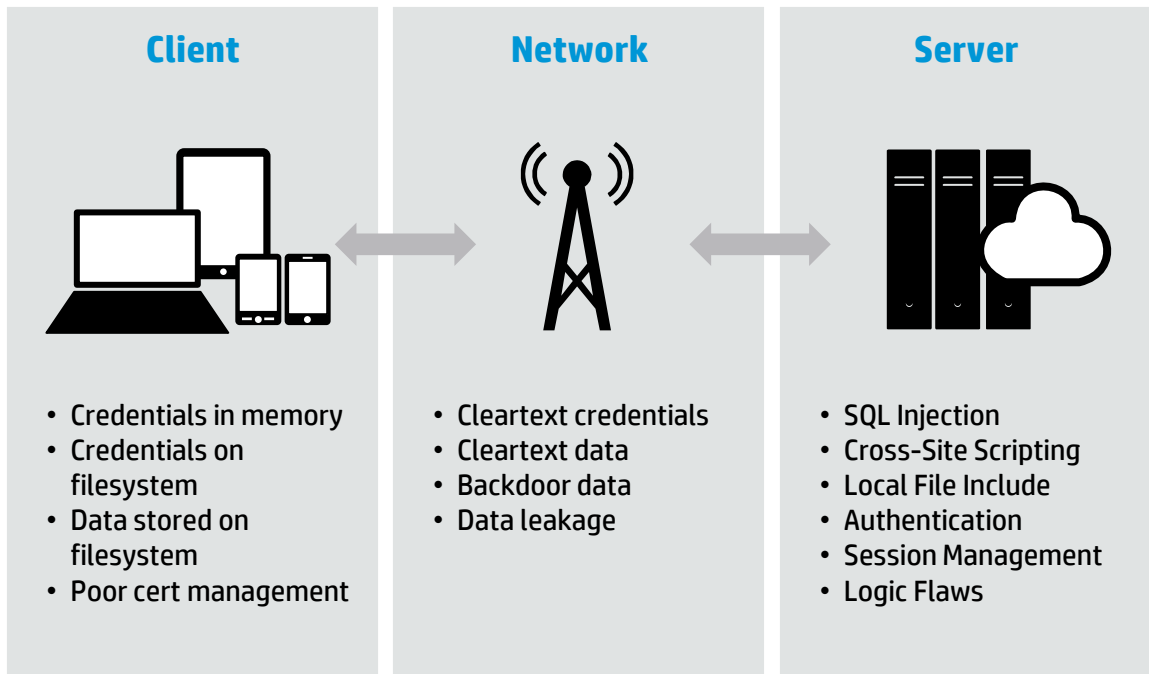 Client
• Credentials in memory
• Credentials on
filesystem
• Data stored on
filesystem
• Poor cert management
Network
• Cleartext credentials
• Cleartext data
• Backdoor data
• Data leakage
Server
• SQL Injection
• Cross-Site Scripting
• Local File Include
• Authentication
• Session Management
• Logic Flaws